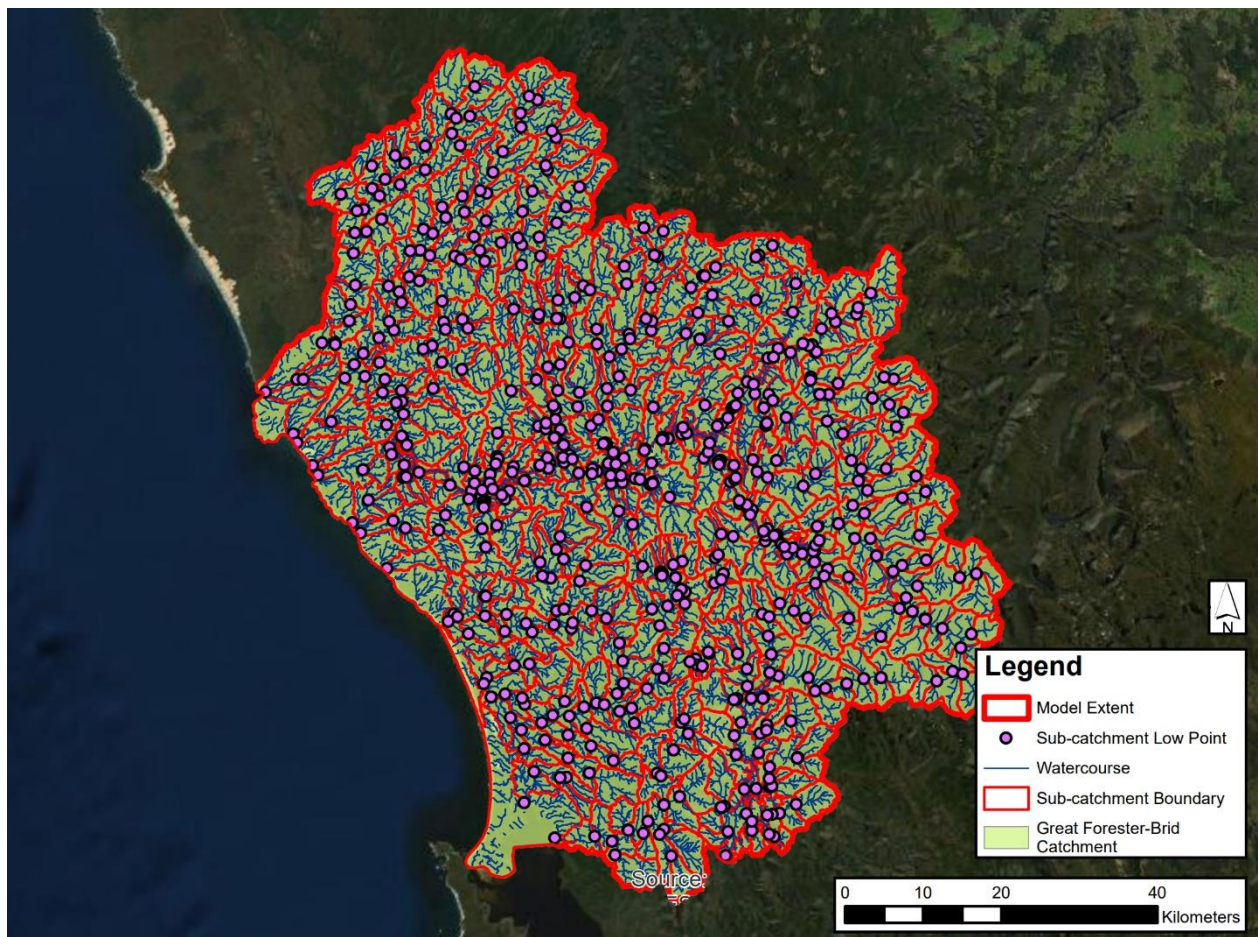 N
Legend
Model Extent
Sub-catchment Low Point
Watercourse
Sub-catchment Boundary
Great Forester-Brid
Catchment
Source:
0 10 20 40
Kilometers